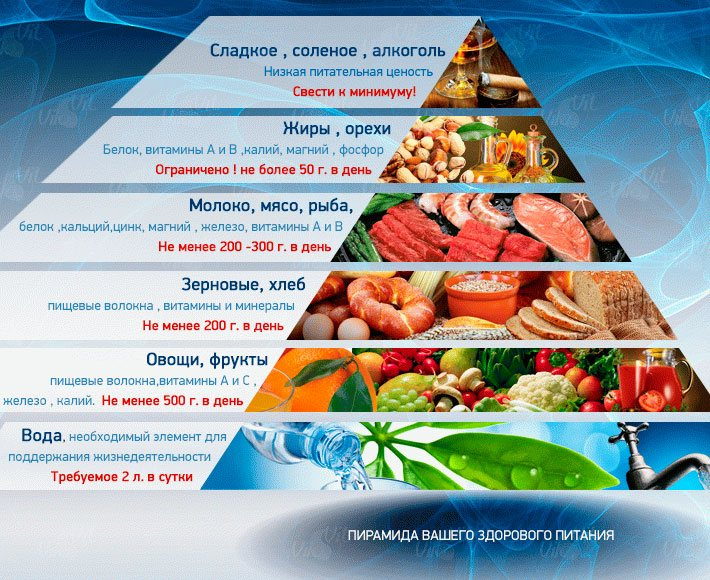 Сладкое , соленое , алкоголь
Низкая питательная ценость
Свести к минимуму!
Жиры , орехи
Белок, витамины А и В ,калий, магний , фосфор
Ограничено ! не более 50 г. в день
Молоко, мясо, рыба,
белок ,кальций,цинк, магний , железо, витамины А и В
Не менее 200 -300 г. в день
Зерновые, хлеб
пищевые волокна , витамины и минералы
Не менее 200 г. в день
Овощи, фрукты
пищевые волокна,витамины А и С ,
железо , калий. Не менее 500 г. в день
Вода, необходимый элемент для
поддержания жизнедеятельности
Требуемое 2 л. в сутки
ПИРАМИДА ВАШЕГО ЗДОРОВОГО ПИТАНИЯ